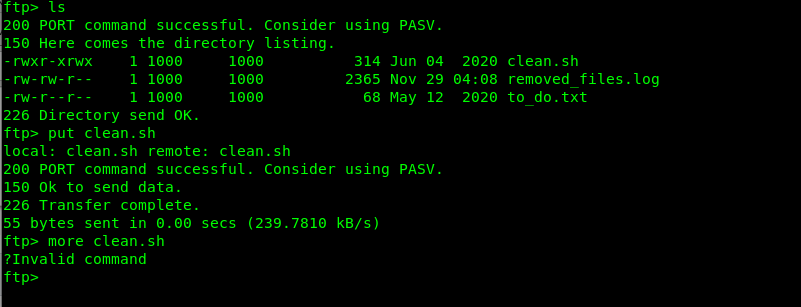 ftp> ls
200 PORT command successful. Consider using PASV.
150 Here comes the directory listing.
-rwxr-xrwx    1 1000     1000          314 Jun 04  2020 clean.sh
-rw-rw-r--    1 1000     1000         2365 Nov 29 04:08 removed_files.log
-rw-r--r--    1 1000     1000           68 May 12  2020 to_do.txt
226 Directory send OK.
ftp> put clean.sh
local: clean.sh remote: clean.sh
200 PORT command successful. Consider using PASV.
150 Ok to send data.
226 Transfer complete.
55 bytes sent in 0.00 secs (239.7810 kB/s)
ftp> more clean.sh
?Invalid command
ftp>